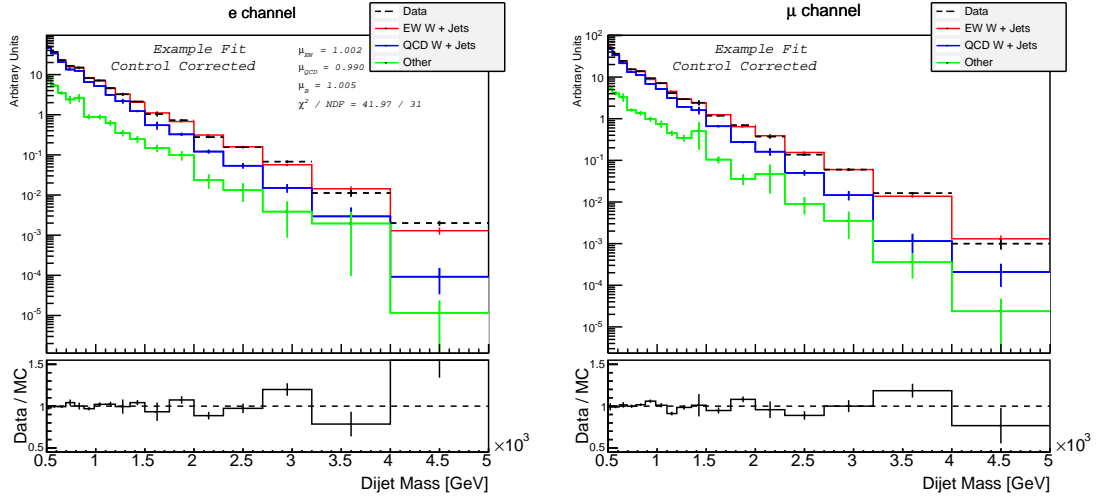 e channel
Data
EW W + Jets
QCD W + Jets
Other
Example Fit
Control Corrected
μ_EW = 1.002
μ_QCD = 0.990
μ_B = 1.005
χ² / NDF = 41.97 / 31
Arbitrary Units
10
1
10⁻¹
10⁻²
10⁻³
10⁻⁴
10⁻⁵
Data / MC
1.5
1
0.5
0.5 1 1.5 2 2.5 3 3.5 4 4.5 5
×10³
Dijet Mass [GeV]
μ channel
Data
EW W + Jets
QCD W + Jets
Other
Example Fit
Control Corrected
Arbitrary Units
10²
10
1
10⁻¹
10⁻²
10⁻³
10⁻⁴
10⁻⁵
Data / MC
1.5
1
0.5
0.5 1 1.5 2 2.5 3 3.5 4 4.5 5
×10³
Dijet Mass [GeV]